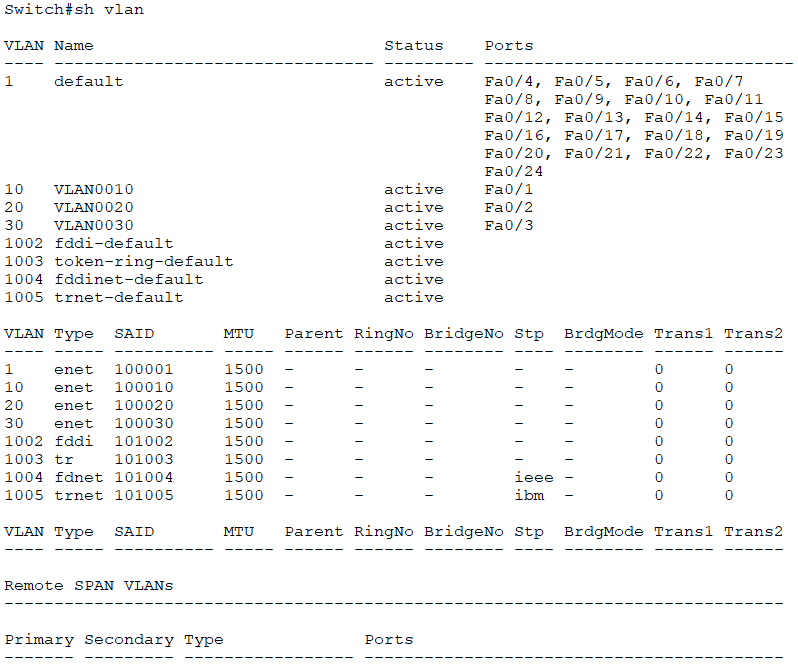 Switch#sh vlan

VLAN Name                             Status    Ports
---- -------------------------------- --------- -------------------------------
1    default                          active    Fa0/4, Fa0/5, Fa0/6, Fa0/7
                                                Fa0/8, Fa0/9, Fa0/10, Fa0/11
                                                Fa0/12, Fa0/13, Fa0/14, Fa0/15
                                                Fa0/16, Fa0/17, Fa0/18, Fa0/19
                                                Fa0/20, Fa0/21, Fa0/22, Fa0/23
                                                Fa0/24
10   VLAN0010                         active    Fa0/1
20   VLAN0020                         active    Fa0/2
30   VLAN0030                         active    Fa0/3
1002 fddi-default                     active
1003 token-ring-default               active
1004 fddinet-default                  active
1005 trnet-default                    active

VLAN Type  SAID       MTU   Parent RingNo BridgeNo Stp  BrdgMode Trans1 Trans2
---- ----- ---------- ----- ------ ------ -------- ---- -------- ------ ------
1    enet  100001     1500  -      -      -        -    -        0      0
10   enet  100010     1500  -      -      -        -    -        0      0
20   enet  100020     1500  -      -      -        -    -        0      0
30   enet  100030     1500  -      -      -        -    -        0      0
1002 fddi  101002     1500  -      -      -        -    -        0      0
1003 tr    101003     1500  -      -      -        -    -        0      0
1004 fdnet 101004     1500  -      -      -        ieee -        0      0
1005 trnet 101005     1500  -      -      -        ibm  -        0      0

VLAN Type  SAID       MTU   Parent RingNo BridgeNo Stp  BrdgMode Trans1 Trans2
---- ----- ---------- ----- ------ ------ -------- ---- -------- ------ ------

Remote SPAN VLANs
------------------------------------------------------------------------------

Primary Secondary Type              Ports
------- --------- ----------------- ------------------------------------------